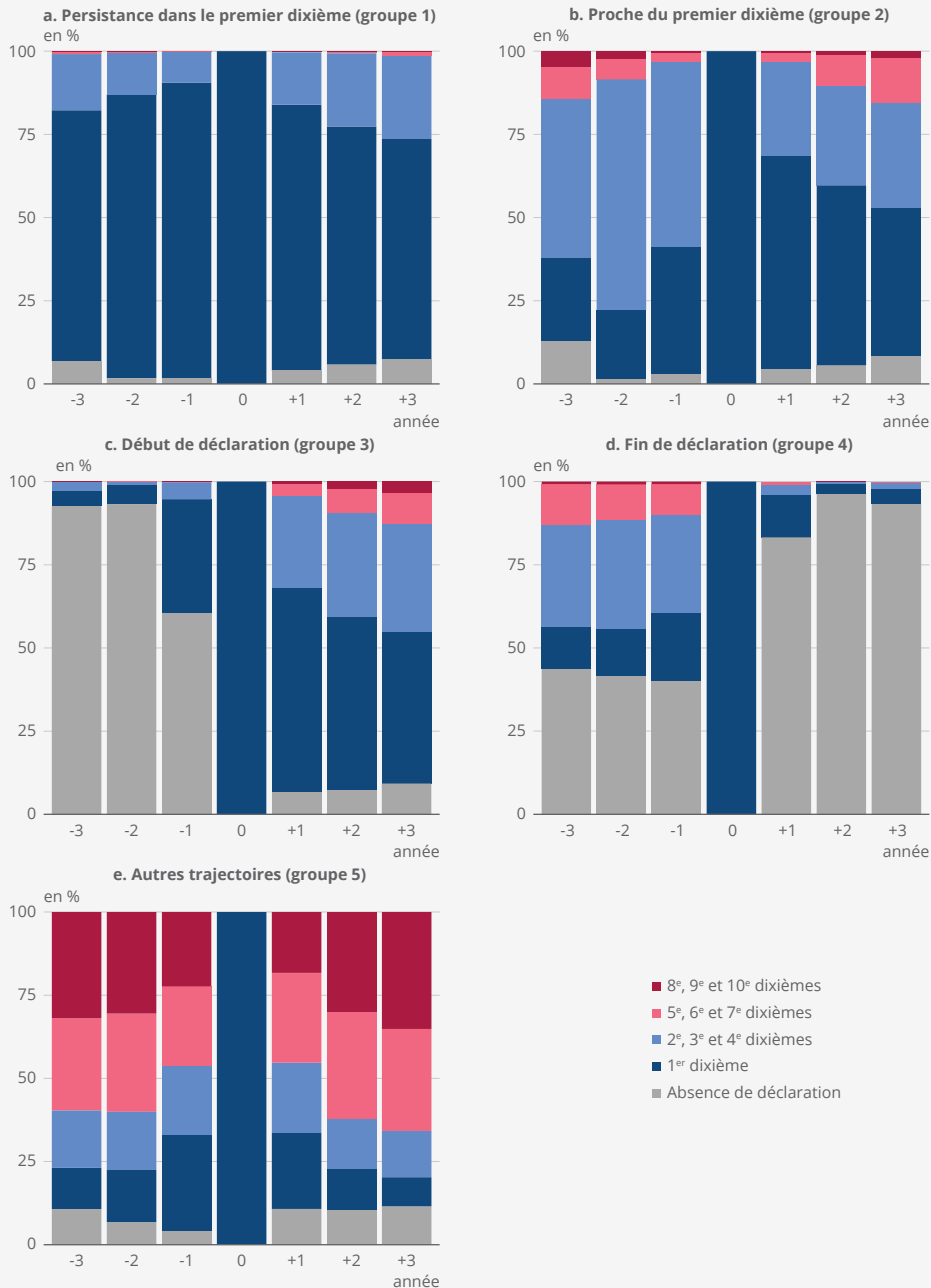 a. Persistance dans le premier dixième (groupe 1)
en %
100
75
50
25
0
-3 -2 -1 0 +1 +2 +3
année
b. Proche du premier dixième (groupe 2)
en %
100
75
50
25
0
-3 -2 -1 0 +1 +2 +3
année
c. Début de déclaration (groupe 3)
en %
100
75
50
25
0
-3 -2 -1 0 +1 +2 +3
année
d. Fin de déclaration (groupe 4)
en %
100
75
50
25
0
-3 -2 -1 0 +1 +2 +3
année
e. Autres trajectoires (groupe 5)
en %
100
75
50
25
0
-3 -2 -1 0 +1 +2 +3
année
8e, 9e et 10e dixièmes
5e, 6e et 7e dixièmes
2e, 3e et 4e dixièmes
1er dixième
Absence de déclaration